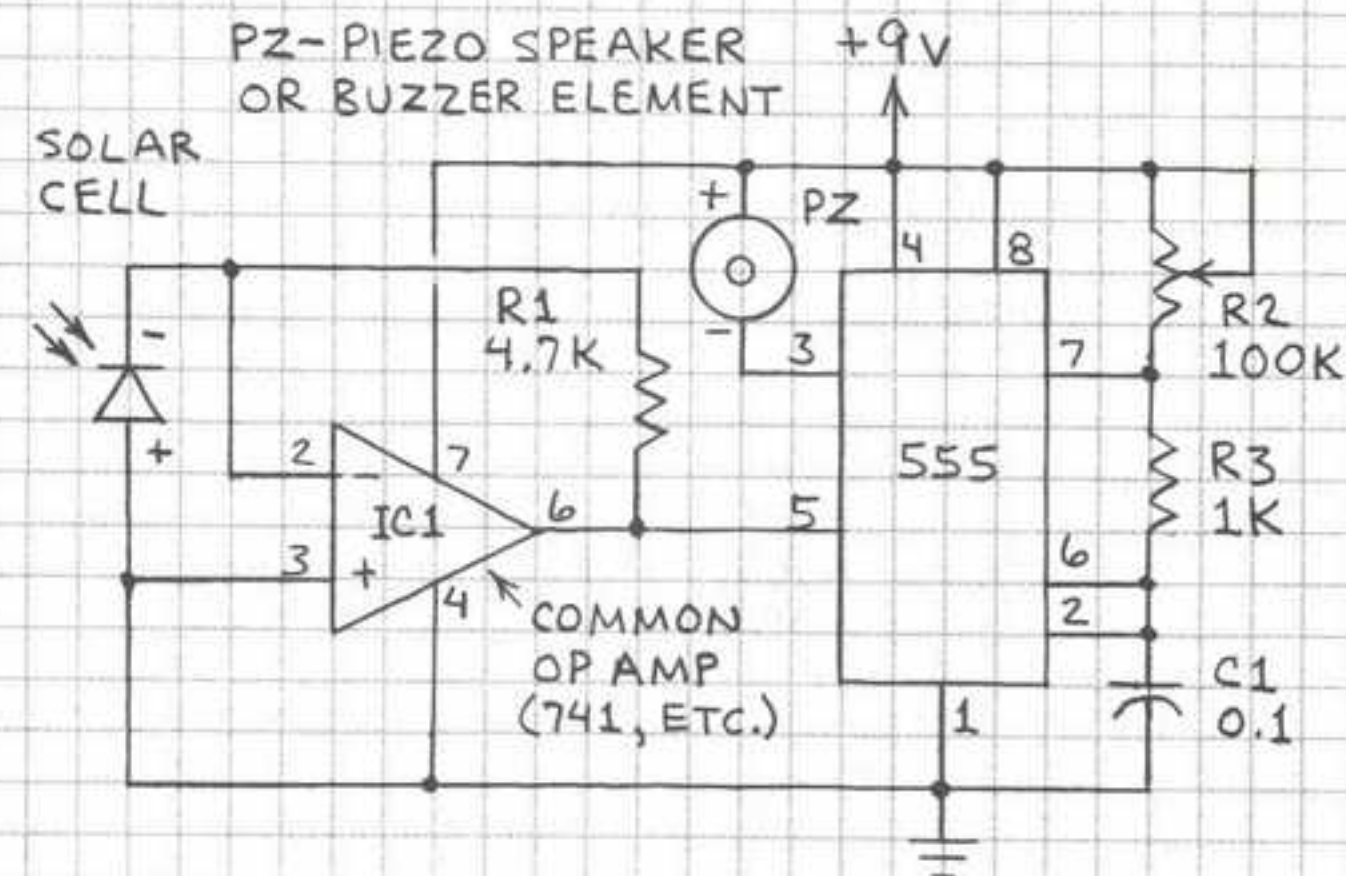 PZ-PIEZO SPEAKER
OR BUZZER ELEMENT
+9V
SOLAR
CELL
+
PZ
4
8
-
R1
4.7K
-
3
7
R2
100K
+
2
-
7
IC1
6
5
555
R3
1K
3
+
4
6
2
COMMON
OP AMP
(741, ETC.)
1
C1
0.1